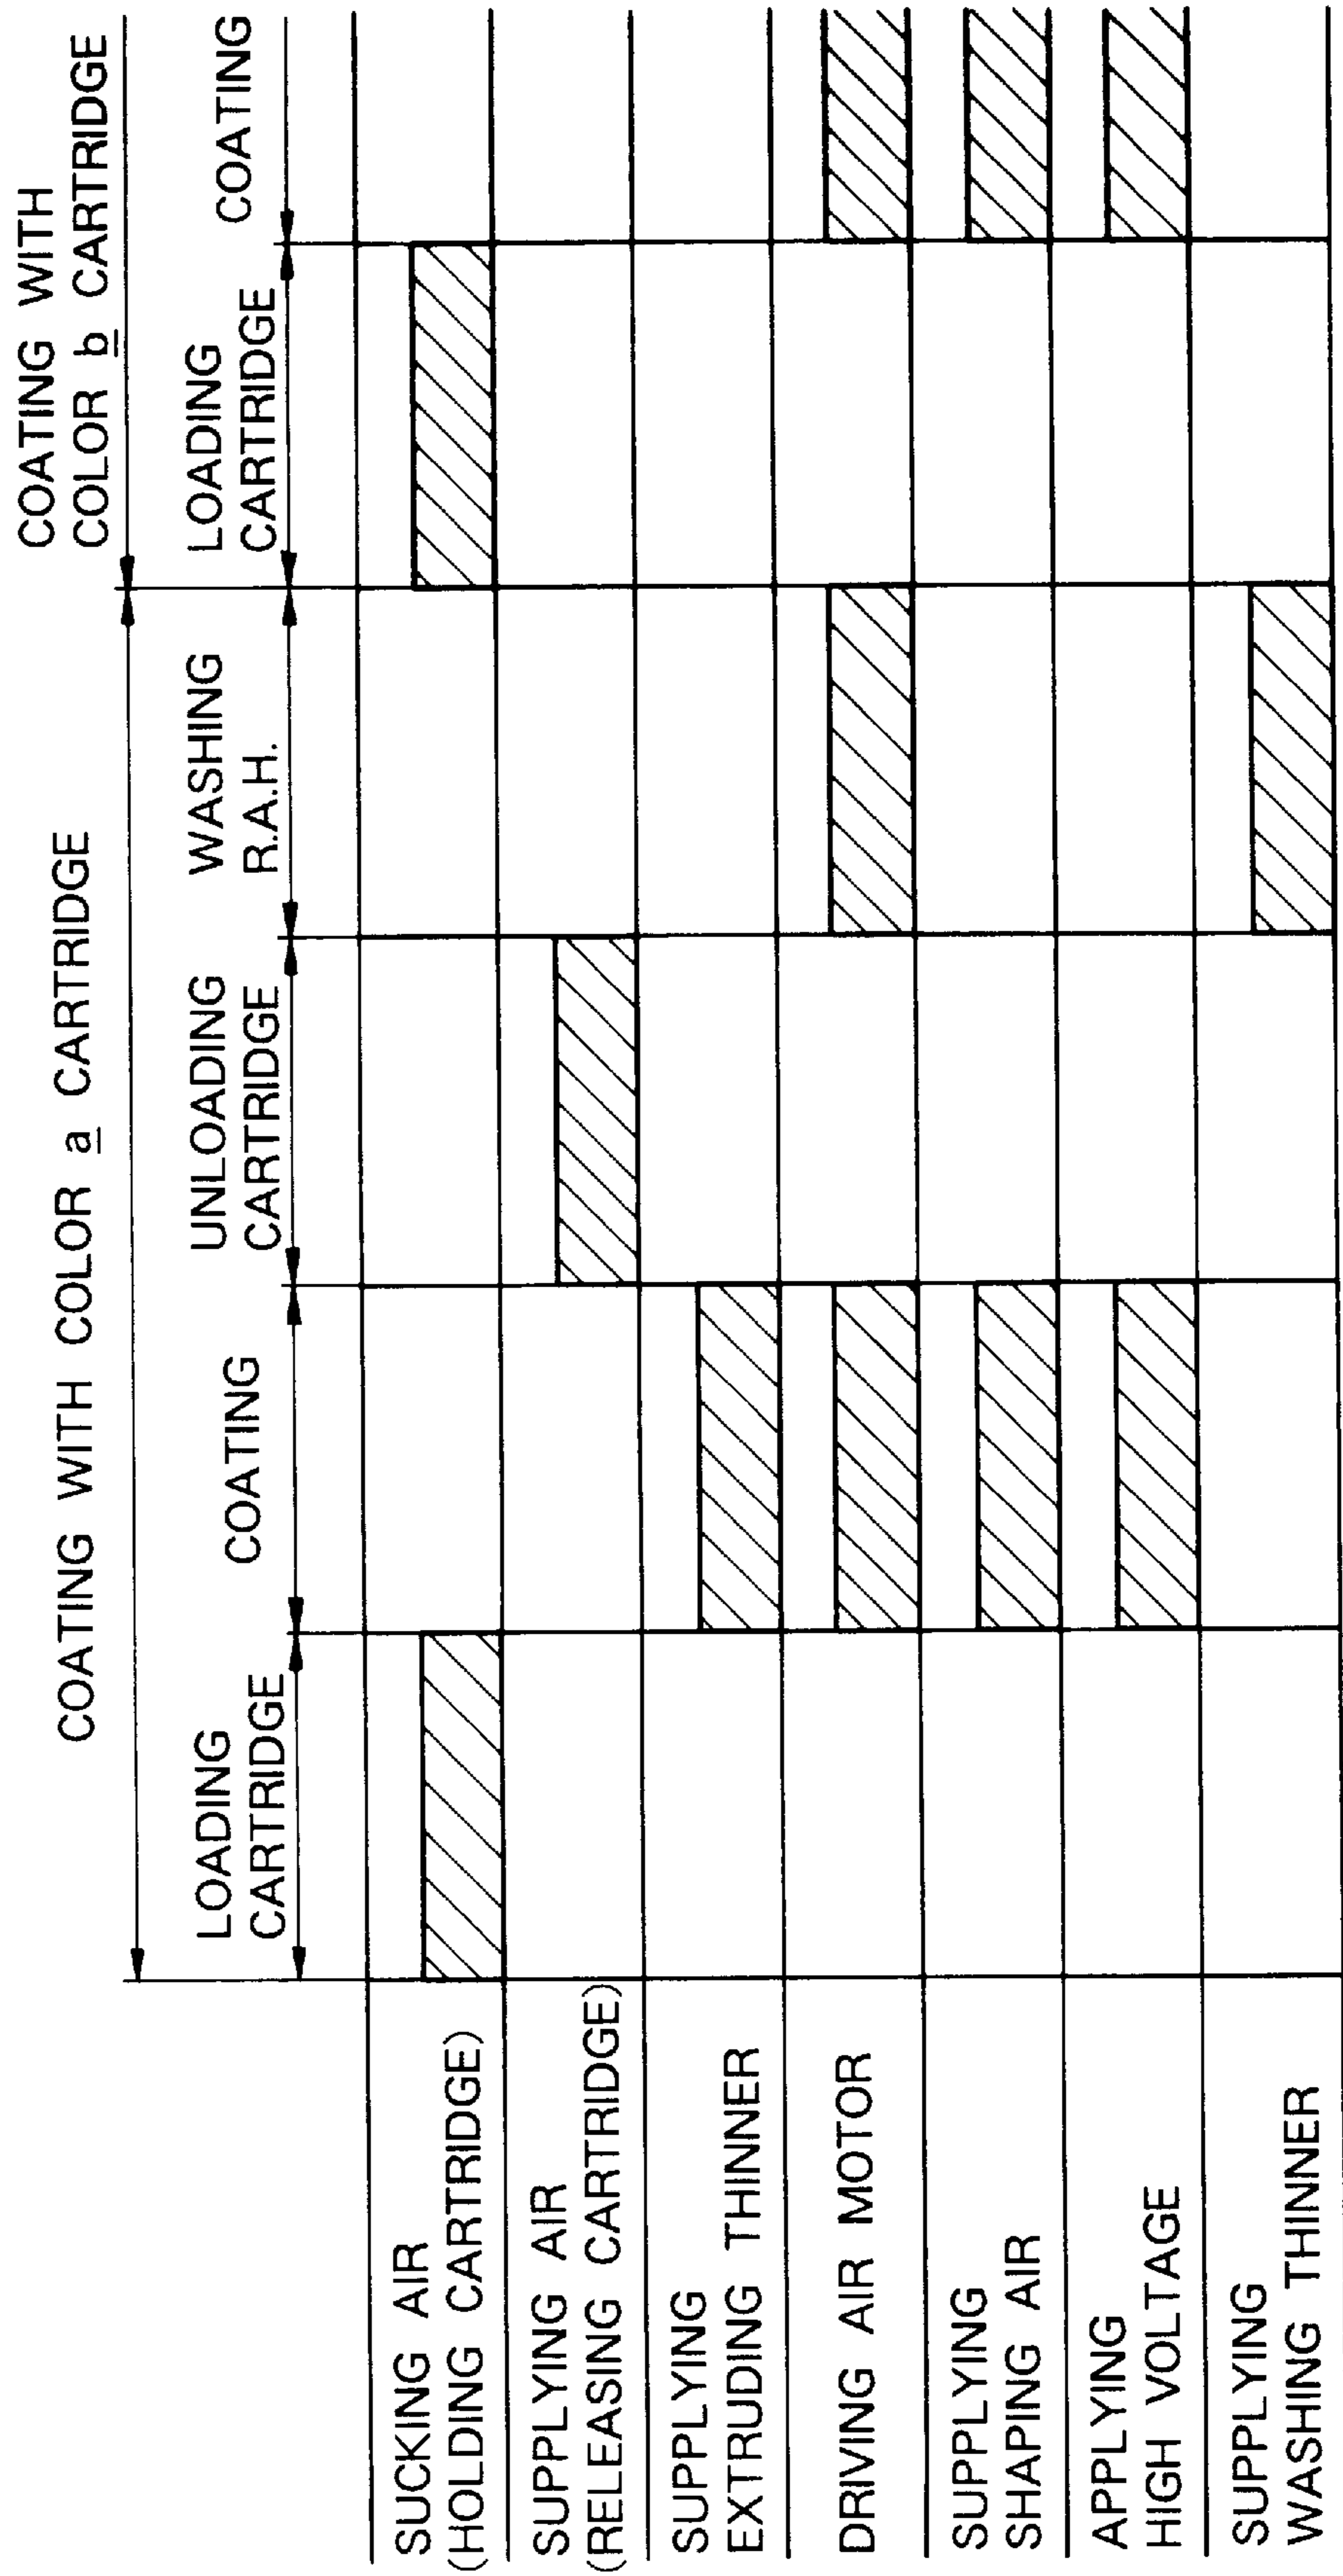 COATING WITH COLOR a CARTRIDGE
COATING WITH
COLOR b CARTRIDGE
LOADING
CARTRIDGE
COATING
UNLOADING
CARTRIDGE
WASHING
R.A.H.
LOADING
CARTRIDGE
COATING
SUCKING AIR
(HOLDING CARTRIDGE)
SUPPLYING AIR
(RELEASING CARTRIDGE)
SUPPLYING
EXTRUDING THINNER
DRIVING AIR MOTOR
SUPPLYING
SHAPING AIR
APPLYING
HIGH VOLTAGE
SUPPLYING
WASHING THINNER